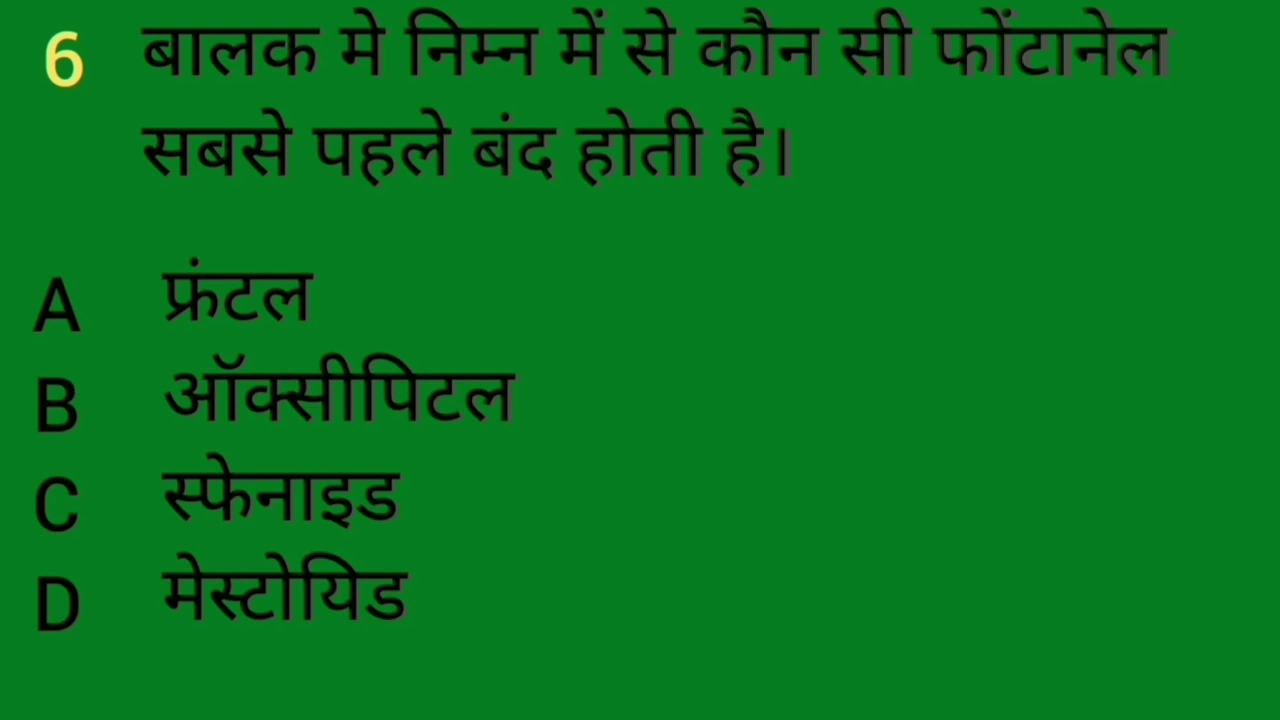 6 बालक मे निम्न में से कौन सी फोंटानेल
सबसे पहले बंद होती है।
A फ्रंटल
B ऑक्सीपिटल
C स्फेनाइड
D मेस्टोयिड